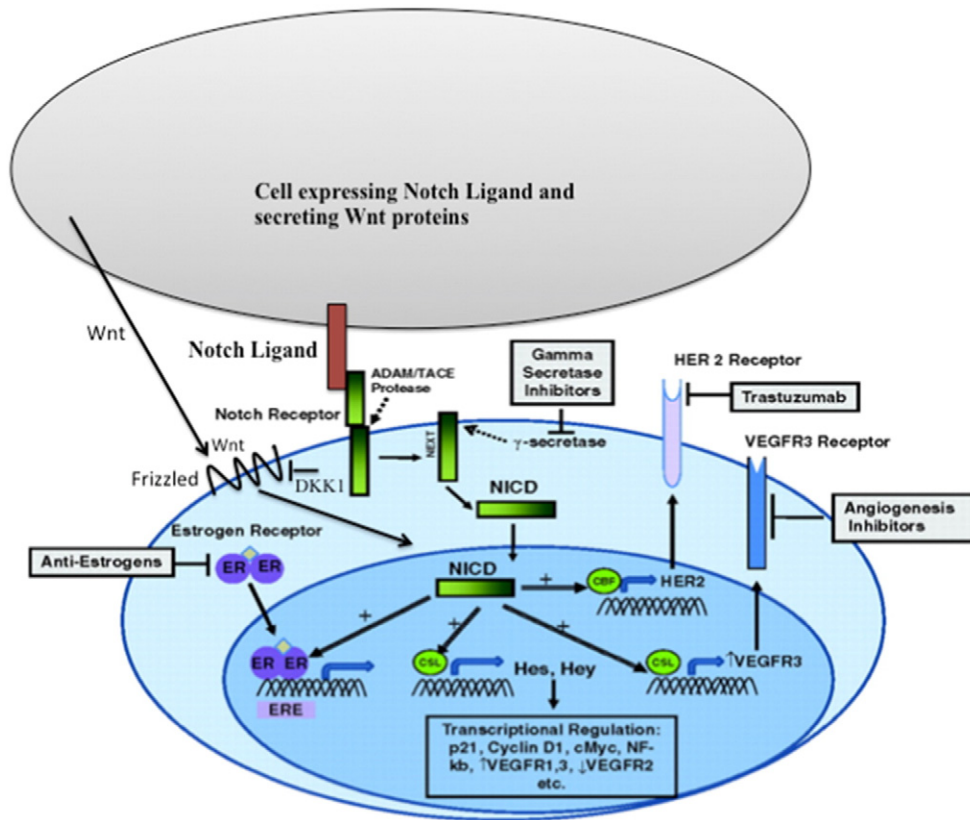 Cell expressing Notch Ligand and
secreting Wnt proteins
Wnt
Notch Ligand
ADAM/TACE
Protease
Notch Receptor
Gamma
Secretase
Inhibitors
HER 2 Receptor
Trastuzumab
VEGFR3 Receptor
NEXT
γ-secretase
Wnt
Frizzled
DKK1
NICD
Angiogenesis
Inhibitors
Estrogen Receptor
Anti-Estrogens
ER ER
NICD
+
CBF
HER2
+
+
+
ER ER
CSL
Hes, Hey
CSL
↑VEGFR3
ERE
Transcriptional Regulation:
p21, Cyclin D1, cMyc, NF-
kb, ↑VEGFR1,3, ↓VEGFR2
etc.